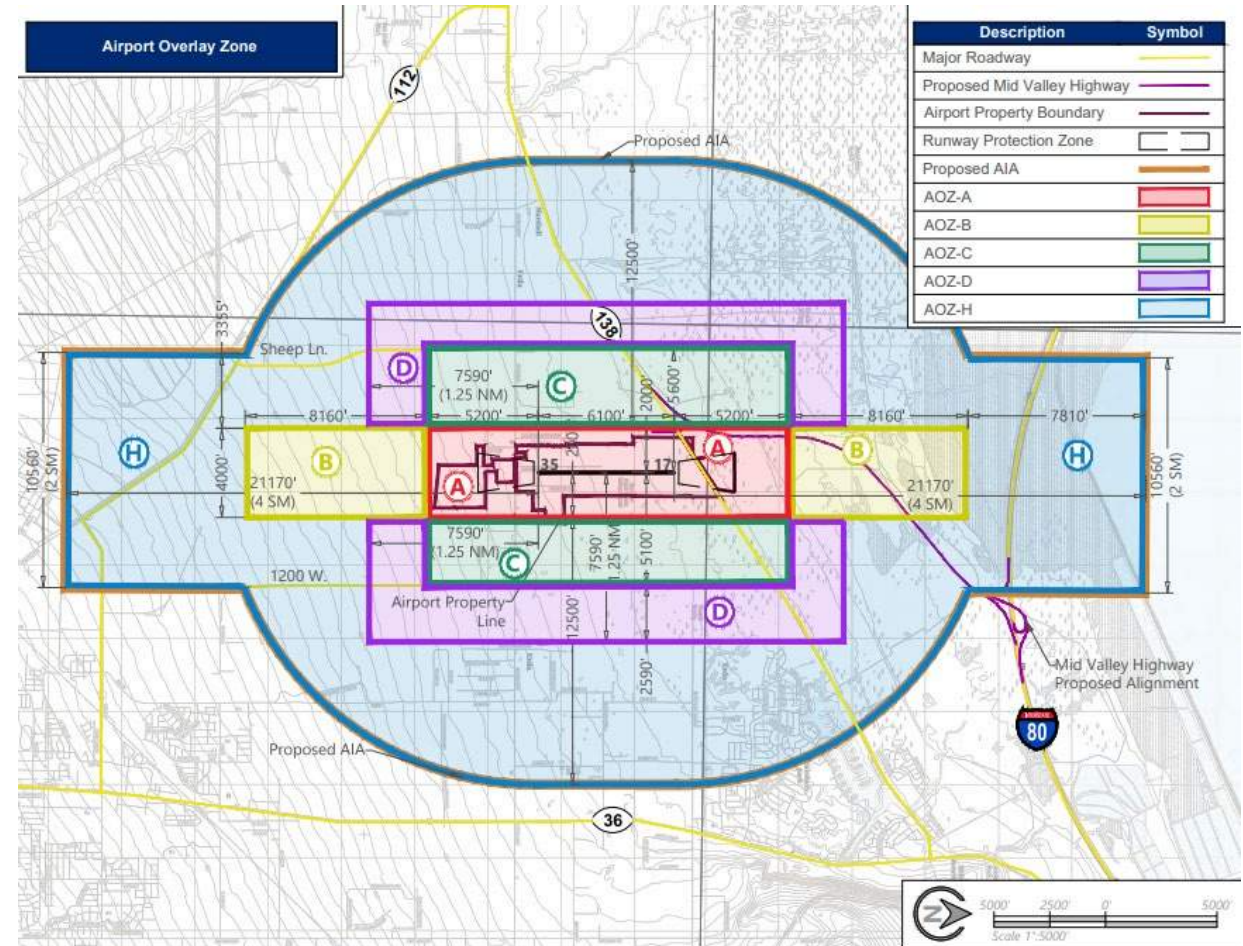 Airport Overlay Zone
Description Symbol
Major Roadway
Proposed Mid Valley Highway
Airport Property Boundary
Runway Protection Zone
Proposed AIA
AOZ-A
AOZ-B
AOZ-C
AOZ-D
AOZ-H
112
Proposed AIA
12500'
3355'
138
Sheep Ln.
D
7590'
(1.25 NM)
C
2000'
5600'
8160'
5200'
6100'
5200'
8160'
7810'
10560'
(2 SM)
H
4000'
B
A
35
17
A
B
H
10560'
(2 SM)
21170'
(4 SM)
21170'
(4 SM)
7590'
(1.25 NM)
C
7590'
1.25 NM
5100'
1200 W.
Airport Property
Line
12500'
D
2590'
Mid Valley Highway
Proposed Alignment
80
Proposed AIA
36
N
5000' 2500' 0' 5000'
Scale 1":5000'